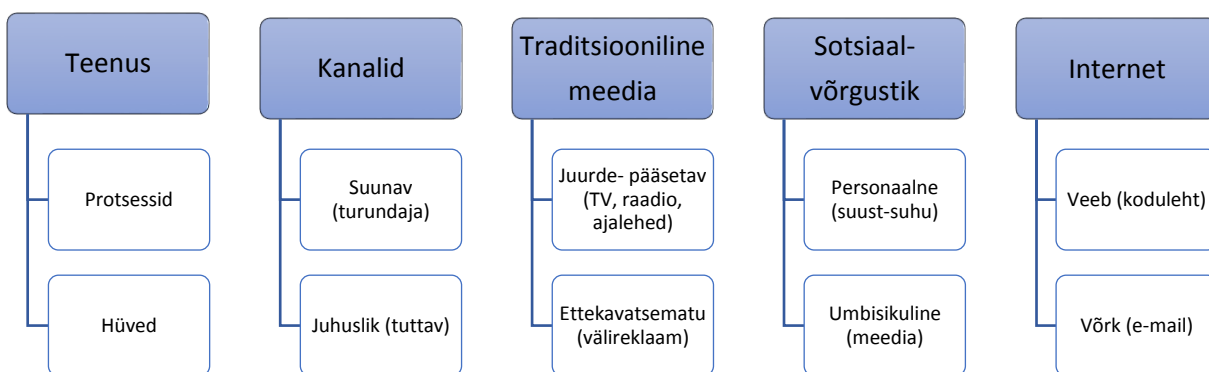 Teenus
Protsessid
Hüved
Kanalid
Suunav
(turundaja)
Juhuslik (tuttav)
Traditsiooniline
meedia
Juurde- pääsetav
(TV, raadio,
ajalehed)
Ettekavatsematu
(välireklaam)
Sotsiaal-
võrgustik
Personaalne
(suust-suhu)
Umbisikuline
(meedia)
Internet
Veeb (koduleht)
Võrk (e-mail)